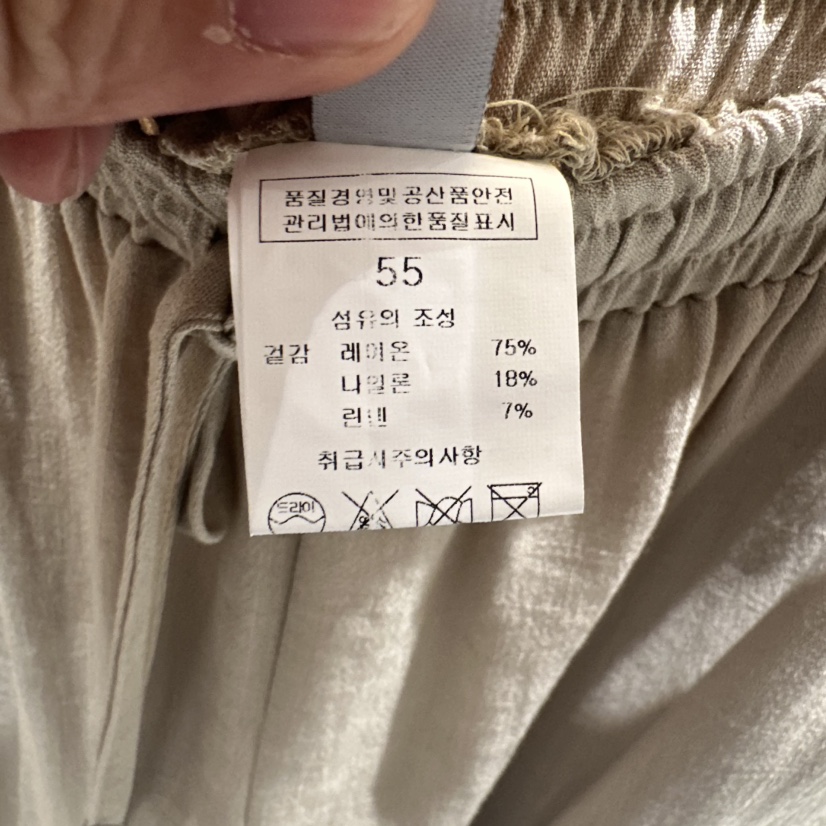 품질경영및공산품안전
관리법에의한품질표시
55
섬유의 조성
겉감 레이온 75%
나일론 18%
린넨 7%
취급시주의사항
드라이